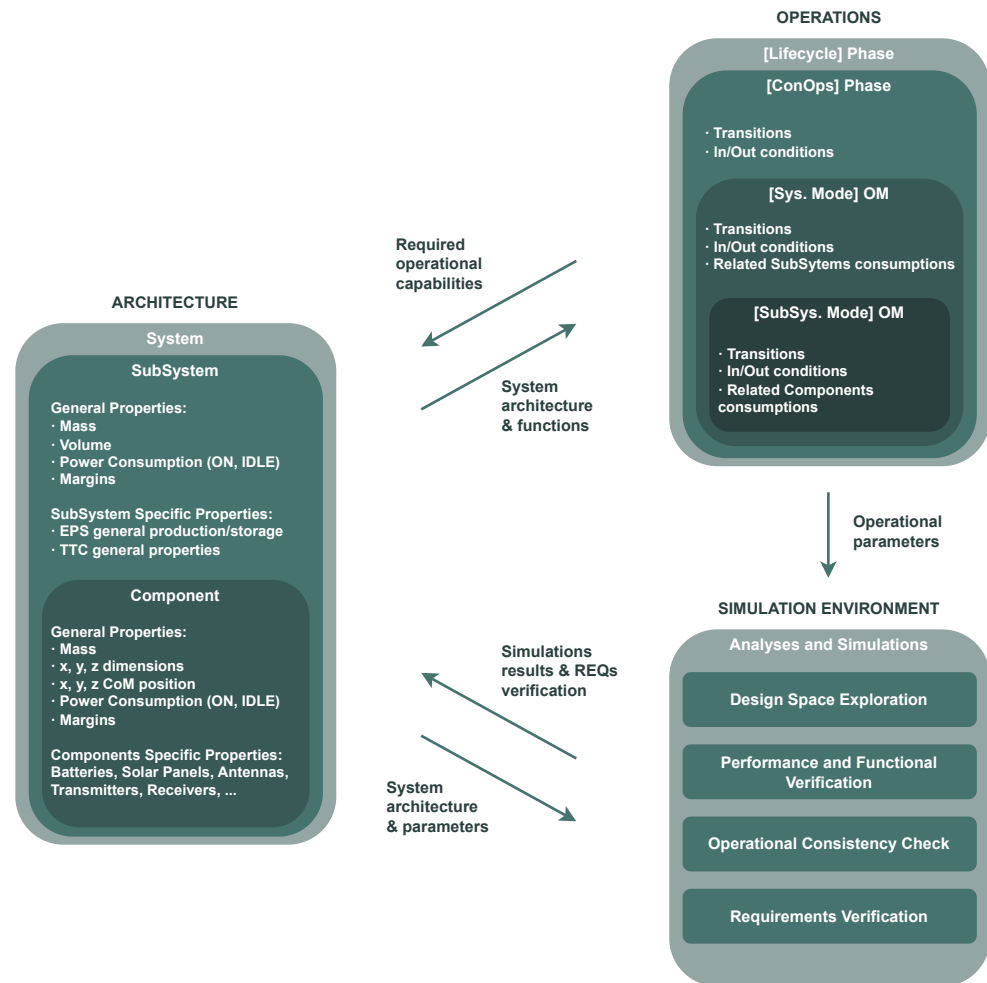 OPERATIONS
[Lifecycle] Phase
[ConOps] Phase
· Transitions
· In/Out conditions
[Sys. Mode] OM
· Transitions
· In/Out conditions
· Related SubSytems consumptions
[SubSys. Mode] OM
· Transitions
· In/Out conditions
· Related Components
consumptions
Required
operational
capabilities
System
architecture
& functions
ARCHITECTURE
System
SubSystem
General Properties:
· Mass
· Volume
· Power Consumption (ON, IDLE)
· Margins
SubSystem Specific Properties:
· EPS general production/storage
· TTC general properties
Component
General Properties:
· Mass
· x, y, z dimensions
· x, y, z CoM position
· Power Consumption (ON, IDLE)
· Margins
Components Specific Properties:
Batteries, Solar Panels, Antennas,
Transmitters, Receivers, ...
Operational
parameters
Simulations
results & REQs
verification
System
architecture
& parameters
SIMULATION ENVIRONMENT
Analyses and Simulations
Design Space Exploration
Performance and Functional
Verification
Operational Consistency Check
Requirements Verification